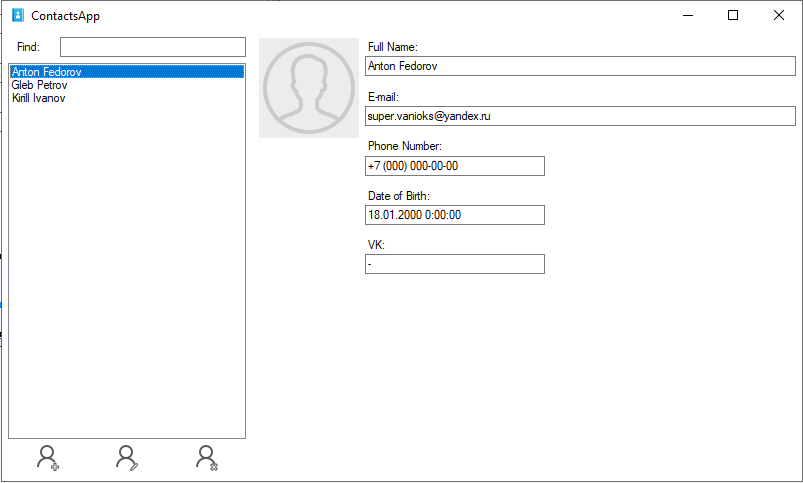 ContactsApp
Find:
Anton Fedorov
Gleb Petrov
Kirill Ivanov
Full Name:
Anton Fedorov
E-mail:
super.vanioks@yandex.ru
Phone Number:
+7 (000) 000-00-00
Date of Birth:
18.01.2000 0:00:00
VK:
-